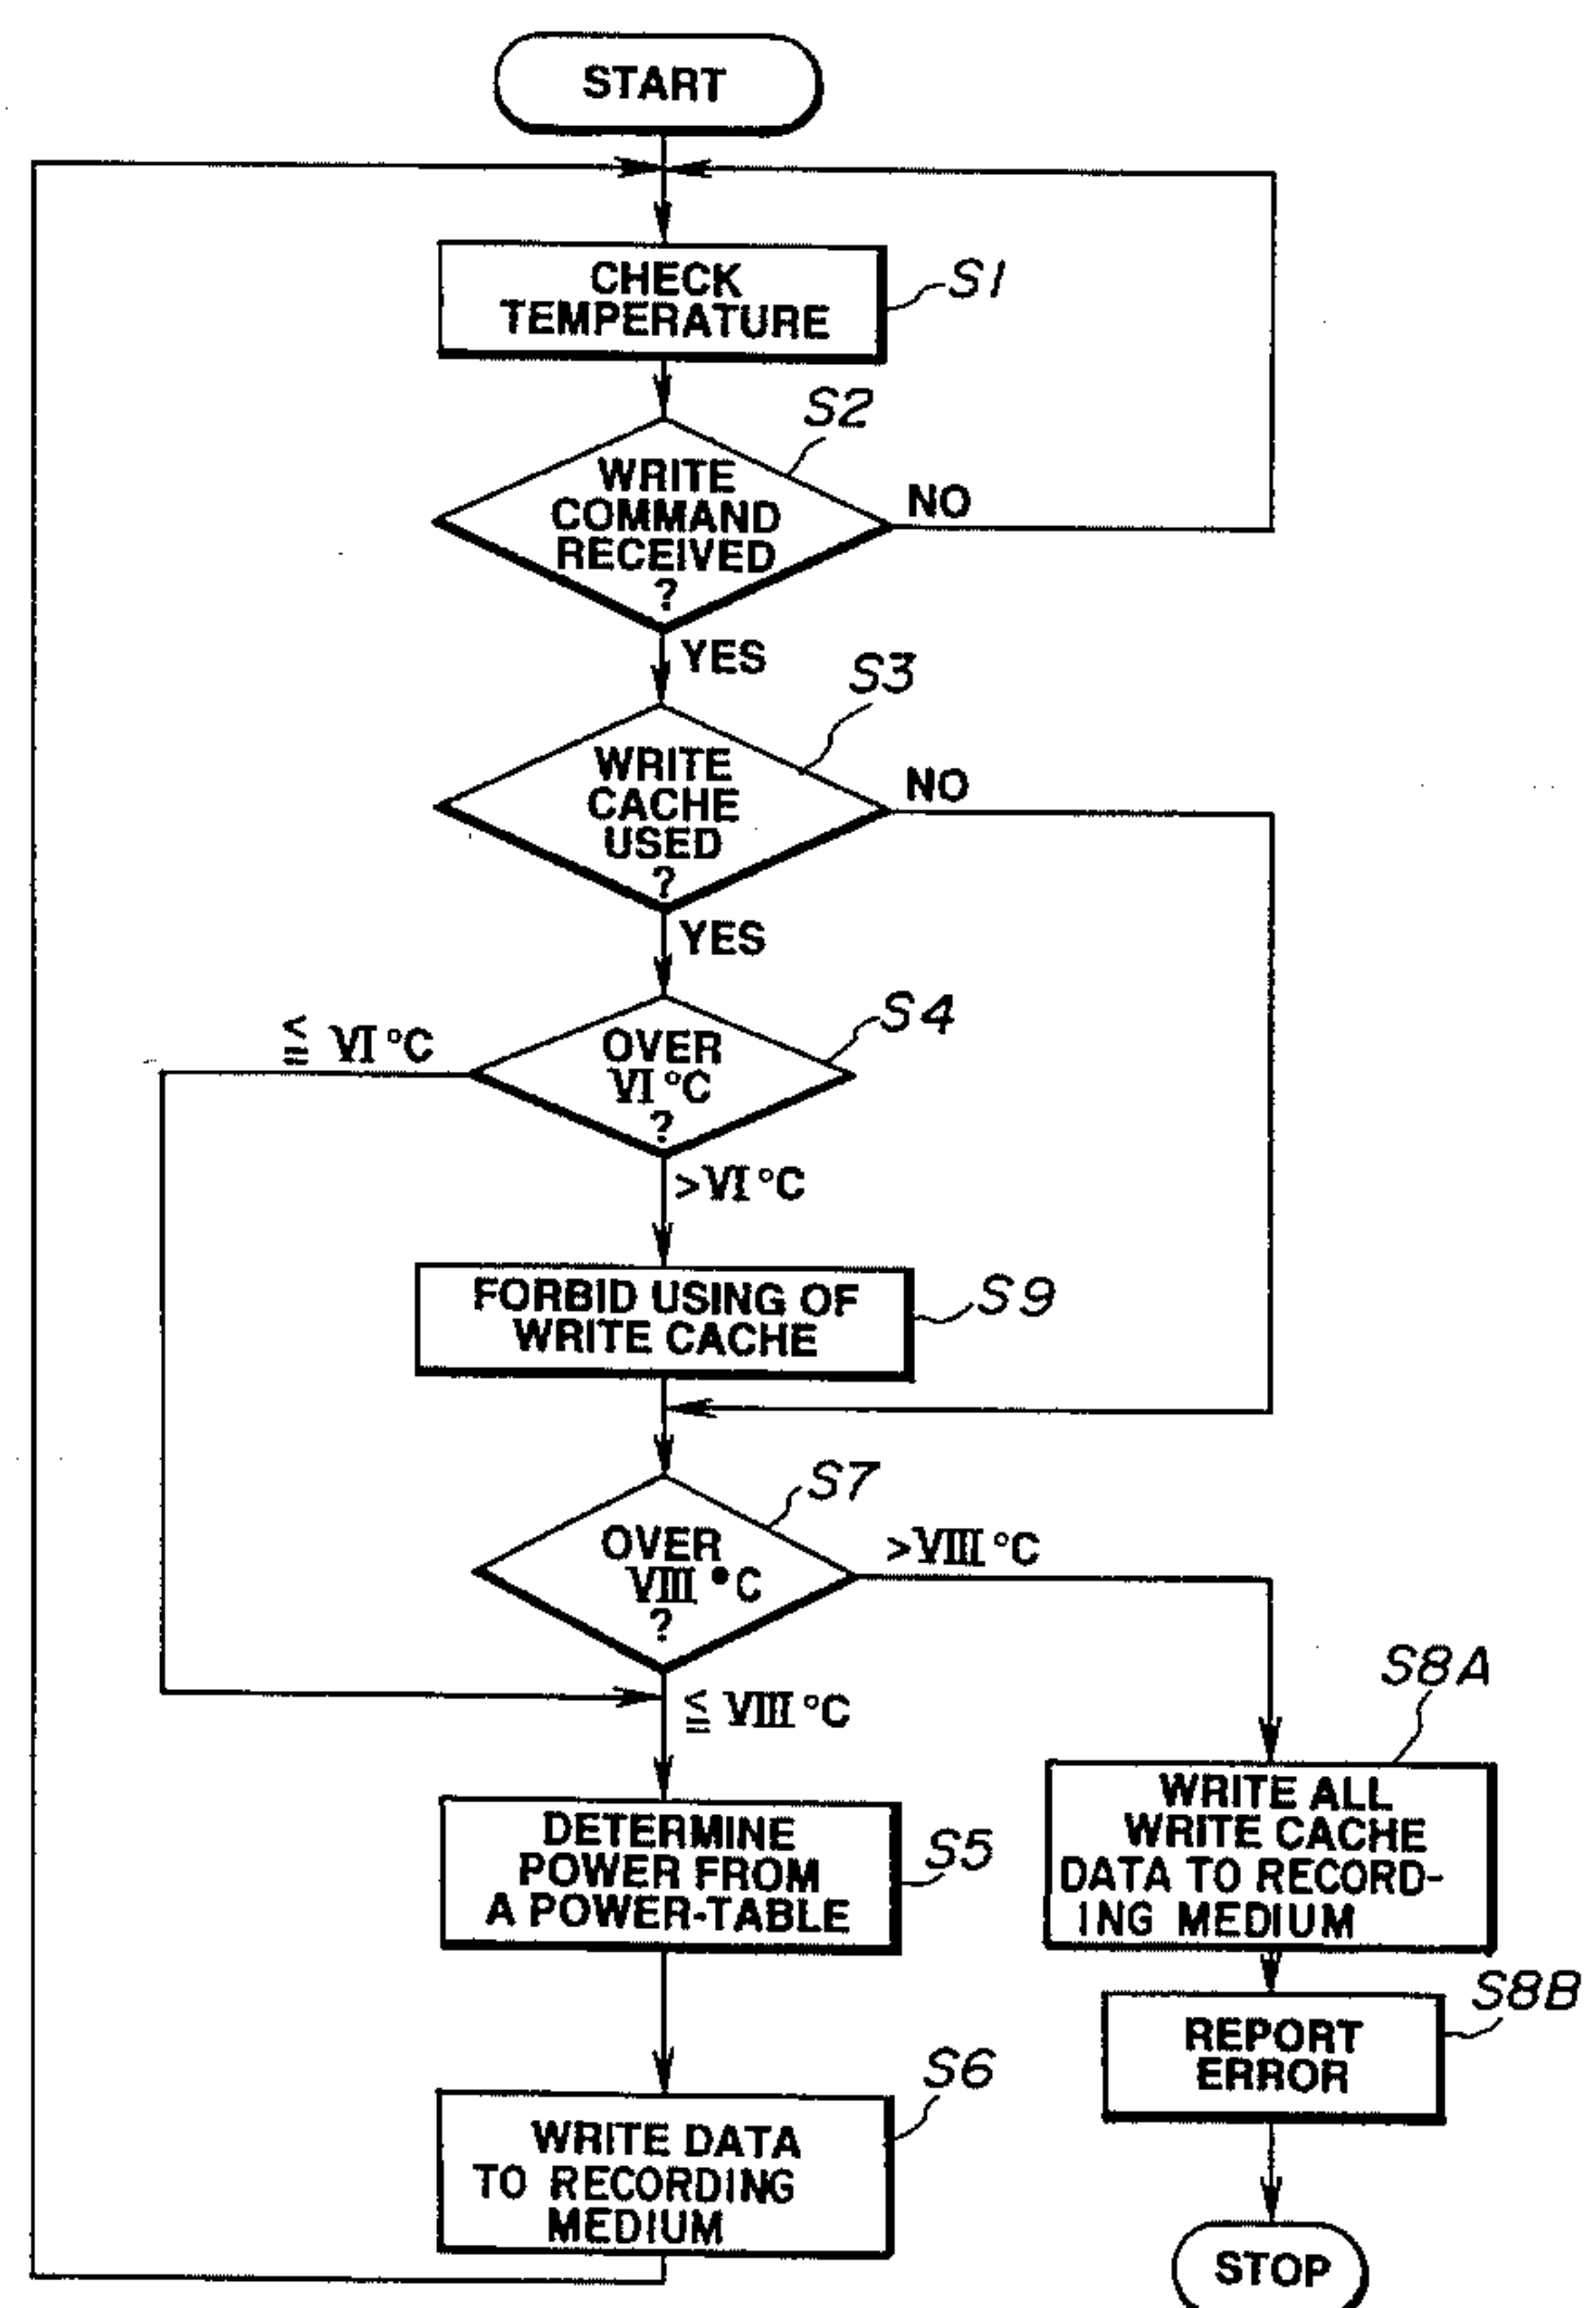 START
CHECK
TEMPERATURE
S1
S2
WRITE
COMMAND
RECEIVED
?
NO
YES
S3
WRITE
CACHE
USED
?
NO
YES
S4
≦ VI °C
OVER
VI °C
?
>VI °C
FORBID USING OF
WRITE CACHE
S9
S7
OVER
VIII °C
?
>VIII °C
≦ VIII °C
S8A
WRITE ALL
WRITE CACHE
DATA TO RECORD-
ING MEDIUM
DETERMINE
POWER FROM
A POWER-TABLE
S5
S8B
REPORT
ERROR
S6
WRITE DATA
TO RECORDING
MEDIUM
STOP